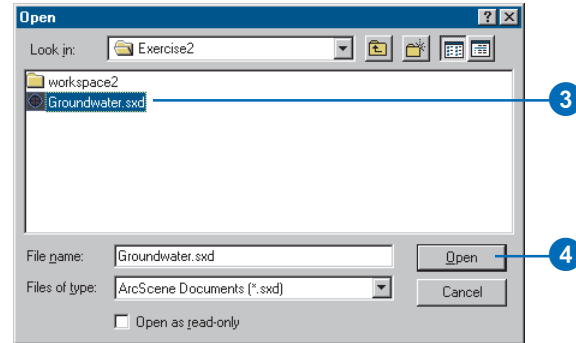 Open
Look in: Exercise2
workspace2
Groundwater.sxd
3
File name: Groundwater.sxd Open
4
Files of type: ArcScene Documents (*.sxd) Cancel
Open as read-only